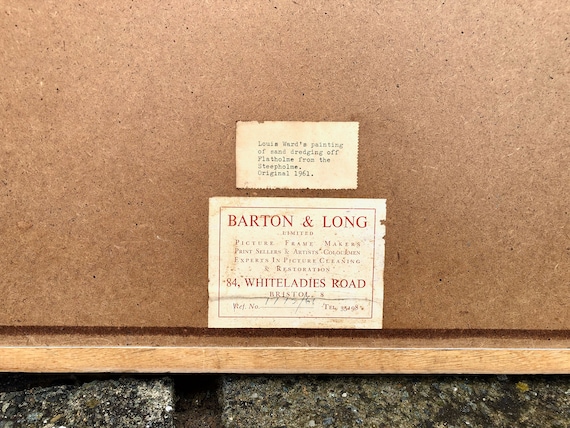 Louis Ward's painting
of sand dredging off
Flatholme from the
Steepholme.
Original 1961.
BARTON & LONG
LIMITED
PICTURE FRAME MAKERS
PRINT SELLERS & ARTISTS' COLOURMEN
EXPERTS IN PICTURE CLEANING
& RESTORATION
84, WHITELADIES ROAD
BRISTOL, 8
Ref. No.
TEL.